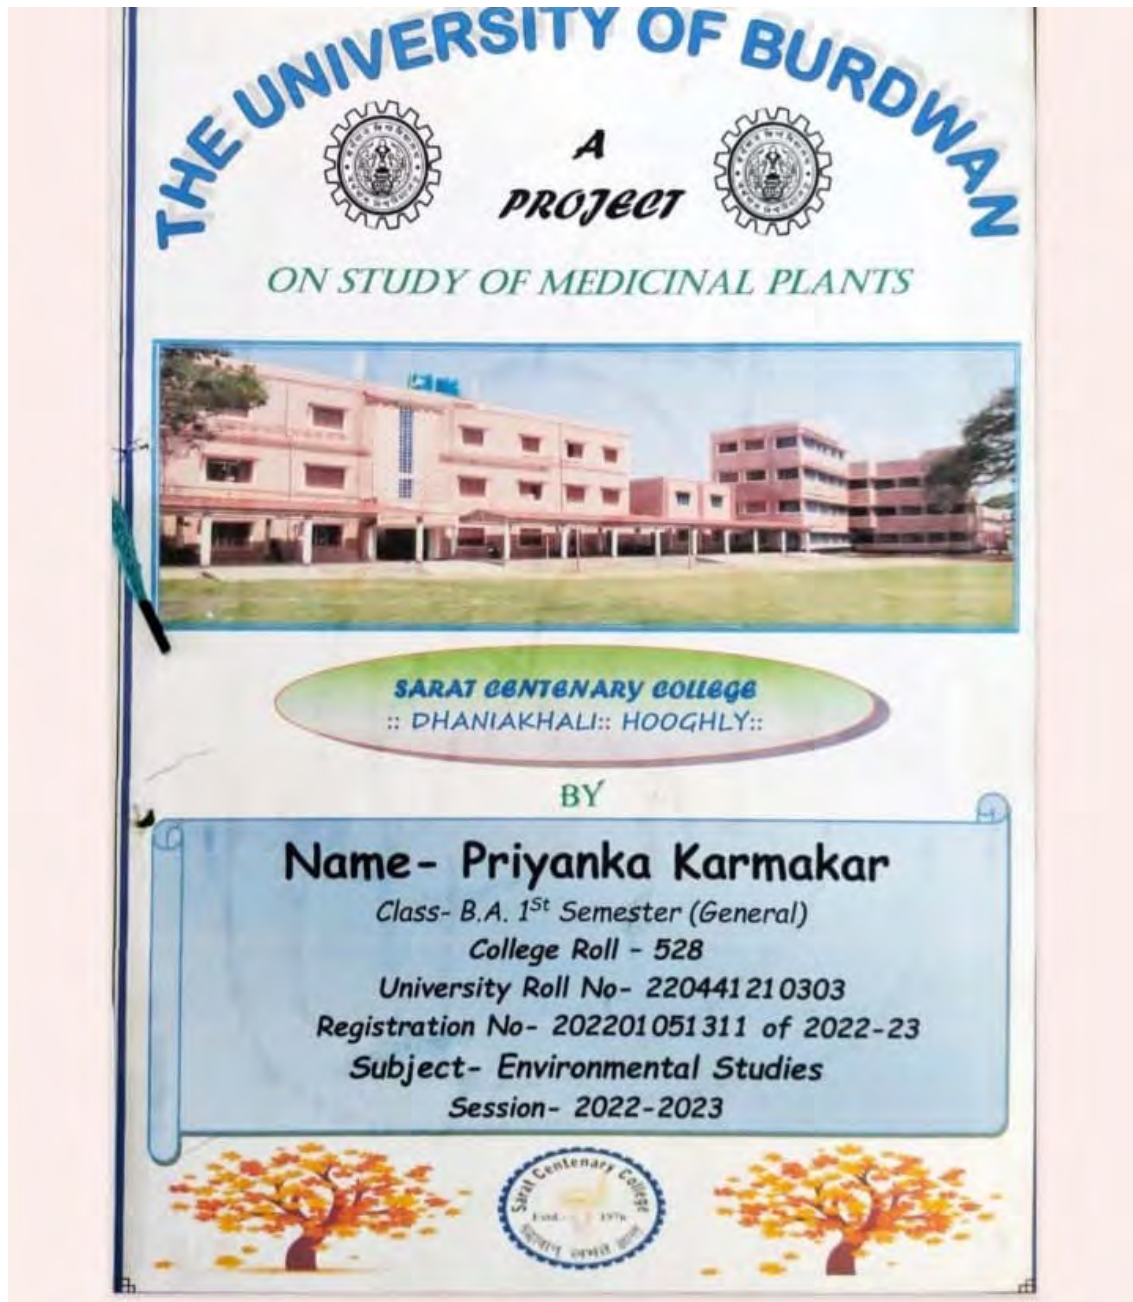 THE UNIVERSITY OF BURDWAN
A
PROJECT
ON STUDY OF MEDICINAL PLANTS
SARAT CENTENARY COLLEGE
:: DHANIAKHALI:: HOOGHLY::
BY
Name- Priyanka Karmakar
Class- B.A. 1St Semester (General)
College Roll - 528
University Roll No- 220441210303
Registration No- 202201051311 of 2022-23
Subject- Environmental Studies
Session- 2022-2023
Sarat Centenary College
Estd.- 1978